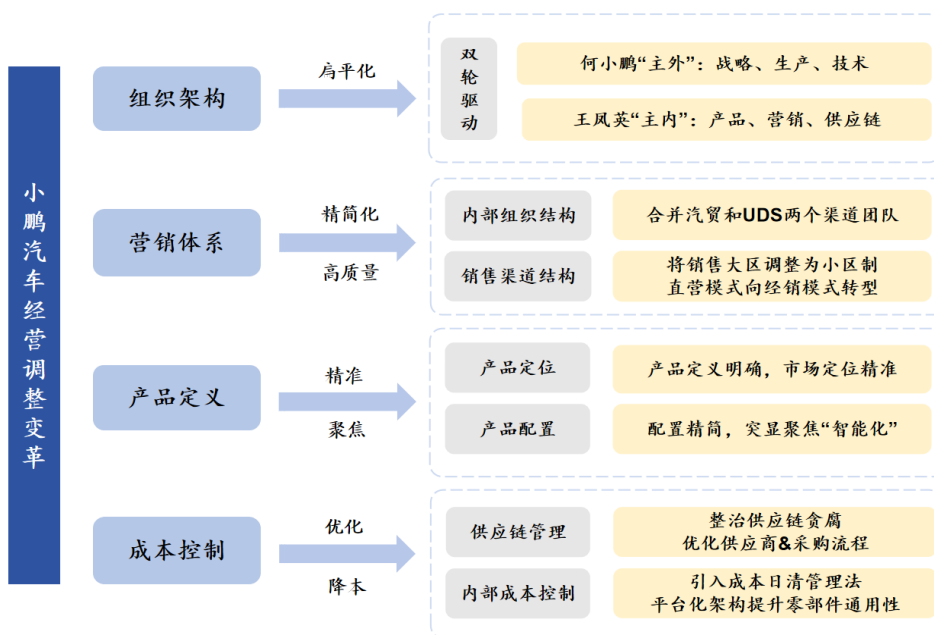 小鹏汽车经营调整变革
组织架构
扁平化
双轮驱动
何小鹏“主外”：战略、生产、技术
王凤英“主内”：产品、营销、供应链
营销体系
精简化
高质量
内部组织结构
合并汽贸和UDS两个渠道团队
销售渠道结构
将销售大区调整为小区制
直营模式向经销模式转型
产品定义
精准
聚焦
产品定位
产品定义明确，市场定位精准
产品配置
配置精简，突显聚焦“智能化”
成本控制
优化
降本
供应链管理
整治供应链贪腐
优化供应商&采购流程
内部成本控制
引入成本日清管理法
平台化架构提升零部件通用性